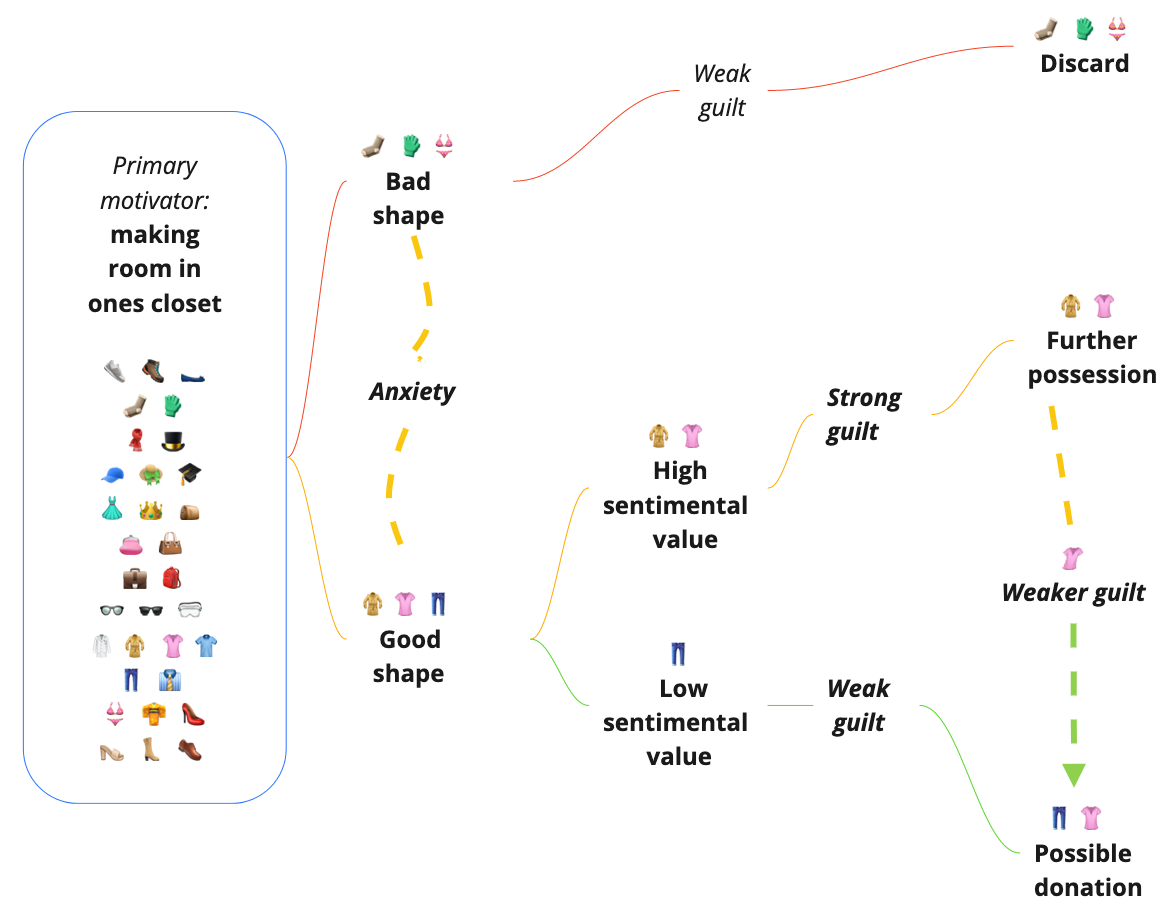 Primary
motivator:
making
room in
ones closet
Bad
shape
Anxiety
Good
shape
Weak
guilt
Discard
High
sentimental
value
Strong
guilt
Further
possession
Weaker guilt
Low
sentimental
value
Weak
guilt
Possible
donation